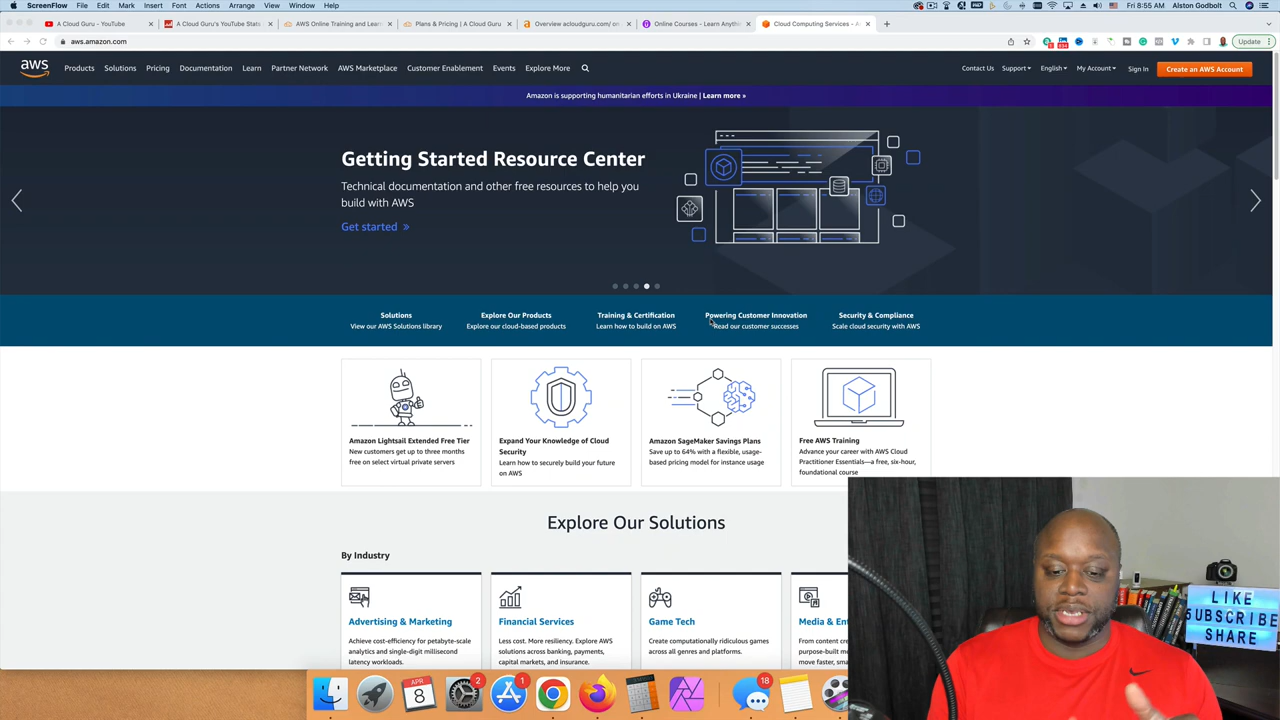 ScreenFlow File Edit Mark Insert Font Actions Arrange View Window Help
Fri 8:55 AM Alston Godbolt
A Cloud Guru - YouTube
A Cloud Guru's YouTube Stats
AWS Online Training and Learn
Plans & Pricing | A Cloud Guru
Overview acloudguru.com/ on
Online Courses - Learn Anythin
Cloud Computing Services - A
aws.amazon.com
Update
aws
Products Solutions Pricing Documentation Learn Partner Network AWS Marketplace Customer Enablement Events Explore More
Contact Us Support English My Account Sign In Create an AWS Account
Amazon is supporting humanitarian efforts in Ukraine | Learn more »
Getting Started Resource Center
Technical documentation and other free resources to help you
build with AWS
Get started »
Solutions
View our AWS Solutions library
Explore Our Products
Explore our cloud-based products
Training & Certification
Learn how to build on AWS
Powering Customer Innovation
Read our customer successes
Security & Compliance
Scale cloud security with AWS
Amazon Lightsail Extended Free Tier
New customers get up to three months
free on select virtual private servers
Expand Your Knowledge of Cloud
Security
Learn how to securely build your future
on AWS
Amazon SageMaker Savings Plans
Save up to 64% with a flexible, usage-
based pricing model for instance usage
Free AWS Training
Advance your career with AWS Cloud
Practitioner Essentials—a free, six-hour,
foundational course
Explore Our Solutions
By Industry
Advertising & Marketing
Achieve cost-efficiency for petabyte-scale
analytics and single-digit millisecond
latency workloads.
Financial Services
Less cost. More resiliency. Explore AWS
solutions across banking, payments,
capital markets, and insurance.
Game Tech
Create computationally ridiculous games
across all genres and platforms.
Media & Ent
From content cre
purpose-built m
move faster, sma
LIKE
SUBSCRIBE
SHARE
APR
8
2
1
18